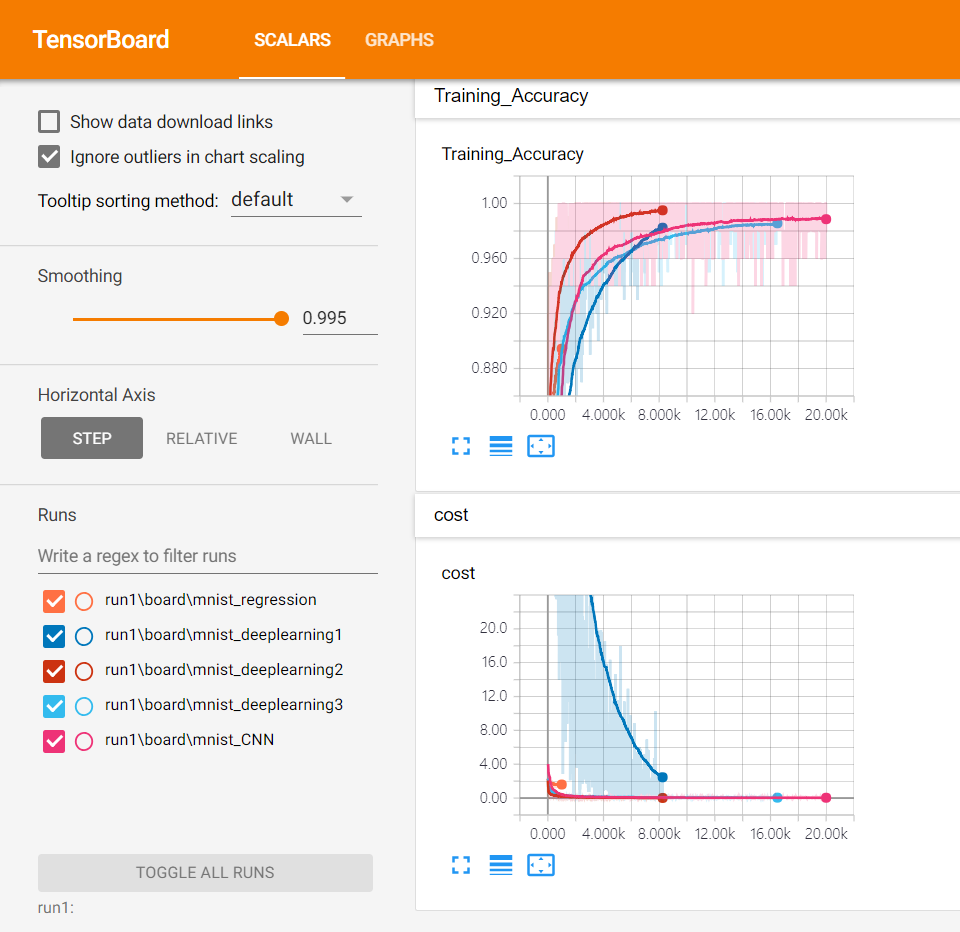 TensorBoard SCALARS GRAPHS
Show data download links
Ignore outliers in chart scaling
Tooltip sorting method: default
Smoothing
0.995
Horizontal Axis
STEP RELATIVE WALL
Runs
Write a regex to filter runs
run1\board\mnist_regression
run1\board\mnist_deeplearning1
run1\board\mnist_deeplearning2
run1\board\mnist_deeplearning3
run1\board\mnist_CNN
TOGGLE ALL RUNS
run1:
Training_Accuracy
Training_Accuracy
1.00
0.960
0.920
0.880
0.000 4.000k 8.000k 12.00k 16.00k 20.00k
cost
cost
20.0
16.0
12.0
8.00
4.00
0.00
0.000 4.000k 8.000k 12.00k 16.00k 20.00k